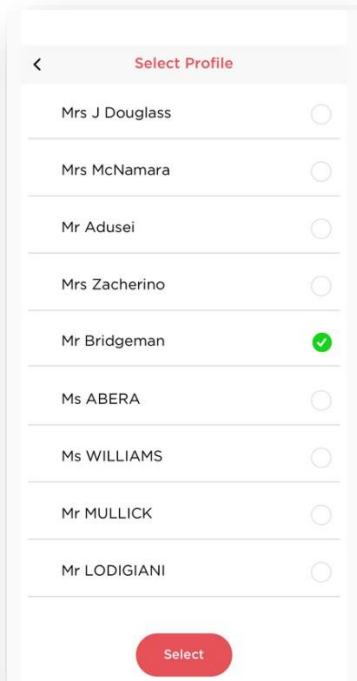 Select Profile
Mrs J Douglass
Mrs McNamara
Mr Adusei
Mrs Zacherino
Mr Bridgeman
Ms ABERA
Ms WILLIAMS
Mr MULLICK
Mr LODIGIANI
Select